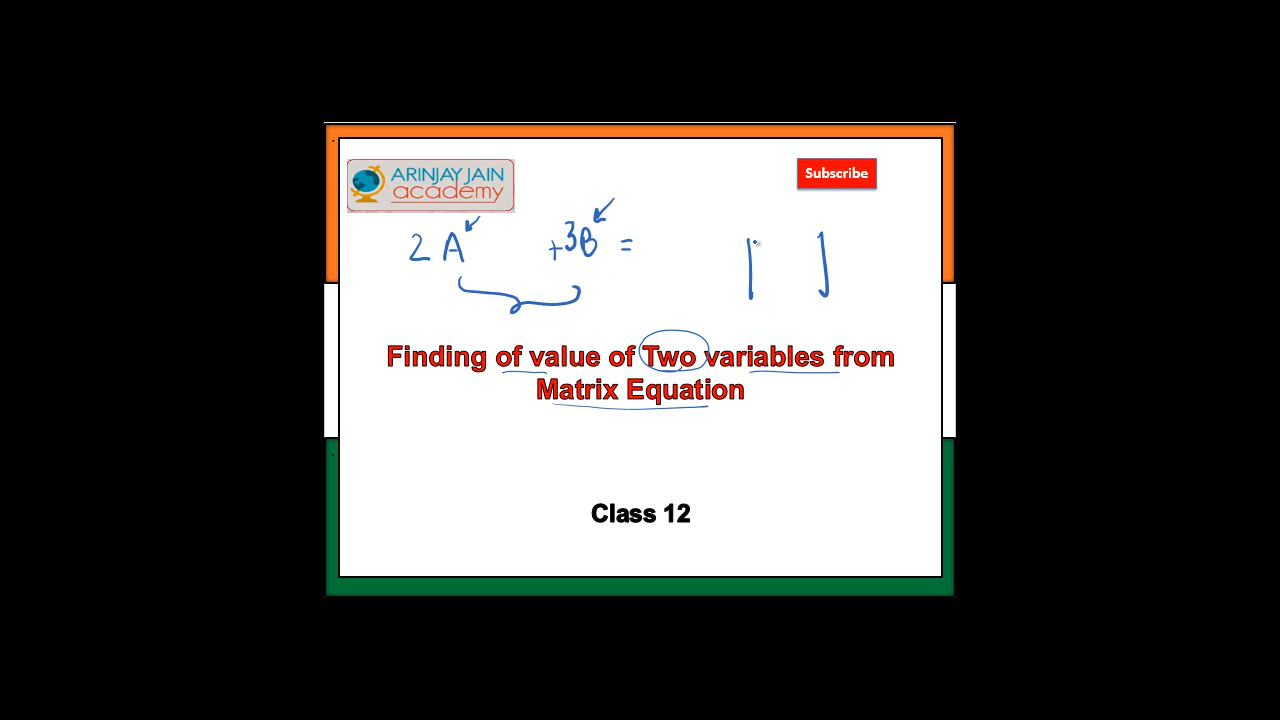 ARINJAY JAIN
academy
Subscribe
2 A +3B = [ ]
Finding of value of Two variables from
Matrix Equation
Class 12